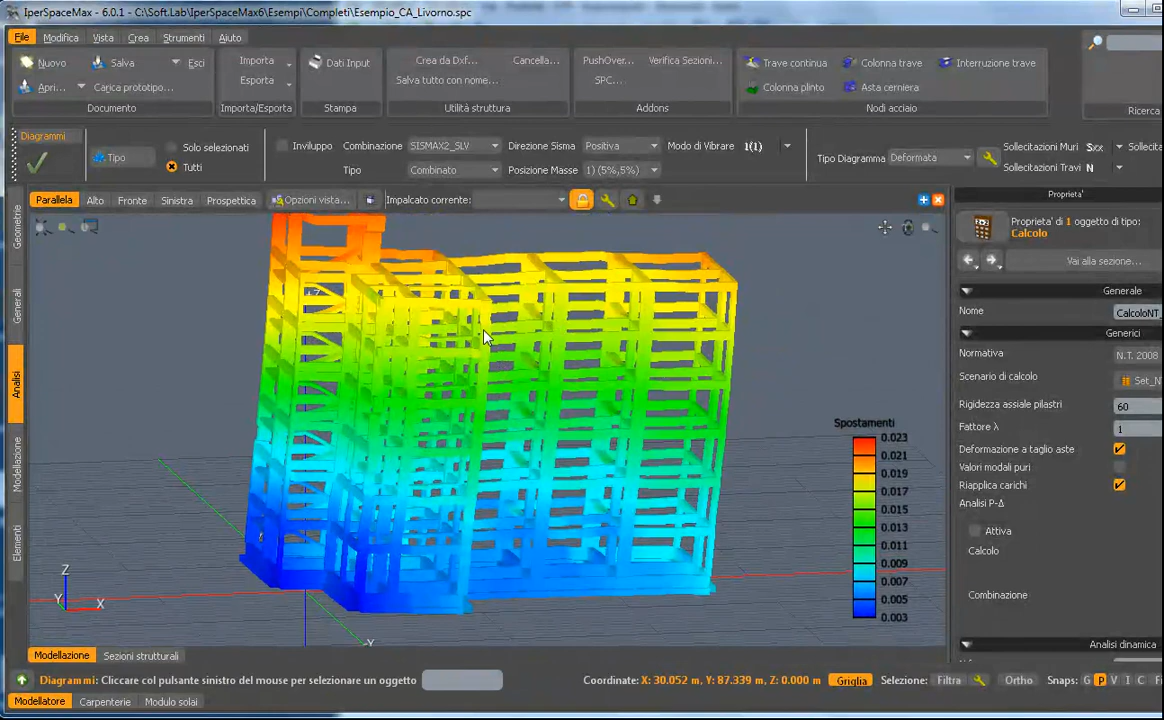 IperSpaceMax - 6.0.1 - C:\Soft.Lab\IperSpaceMax6\Esempi\Completi\Esempio_CA_Livorno.spc
File Modifica Vista Crea Strumenti Aiuto
Nuovo Salva Esci Importa Dati Input Crea da Dxf... Cancella... PushOver... Verifica Sezioni... Trave continua Colonna trave Interruzione trave
Apri... Carica prototipo... Esporta Salva tutto con nome... SPC... Colonna plinto Asta cerniera
Documento Importa/Esporta Stampa Utilità struttura Addons Nodi acciaio Ricerca
Diagrammi Tipo Solo selezionati Inviluppo Combinazione SISMAX2_SLV Direzione Sisma Positiva Modo di Vibrare 1(1) Tipo Diagramma Deformata Sollecitazioni Muri Sxx
Tutti Tipo Combinato Posizione Masse 1) (5%,5%) Sollecitazioni Travi N
Parallela Alto Fronte Sinistra Prospettica Opzioni vista... Impalcato corrente:
Geometrie
Generali
Analisi
Modellazione
Elementi
Spostamenti
0.023
0.021
0.019
0.017
0.015
0.013
0.011
0.009
0.007
0.005
0.003
Z
Y X
Y
Proprieta'
Proprieta' di 1 oggetto di tipo:
Calcolo
Vai alla sezione...
Generale
Nome CalcoloNT
Generici
Normativa N.T. 2008
Scenario di calcolo Set_N
Rigidezza assiale pilastri 60
Fattore λ 1
Deformazione a taglio aste
Valori modali puri
Riapplica carichi
Analisi P-Δ
Attiva
Calcolo
Combinazione
Analisi dinamica
Modellazione Sezioni strutturali
Diagrammi: Cliccare col pulsante sinistro del mouse per selezionare un oggetto Coordinate: X: 30.052 m, Y: 87.339 m, Z: 0.000 m Griglia Selezione: Filtra Ortho Snaps: G P V I C
Modellatore Carpenterie Modulo solai